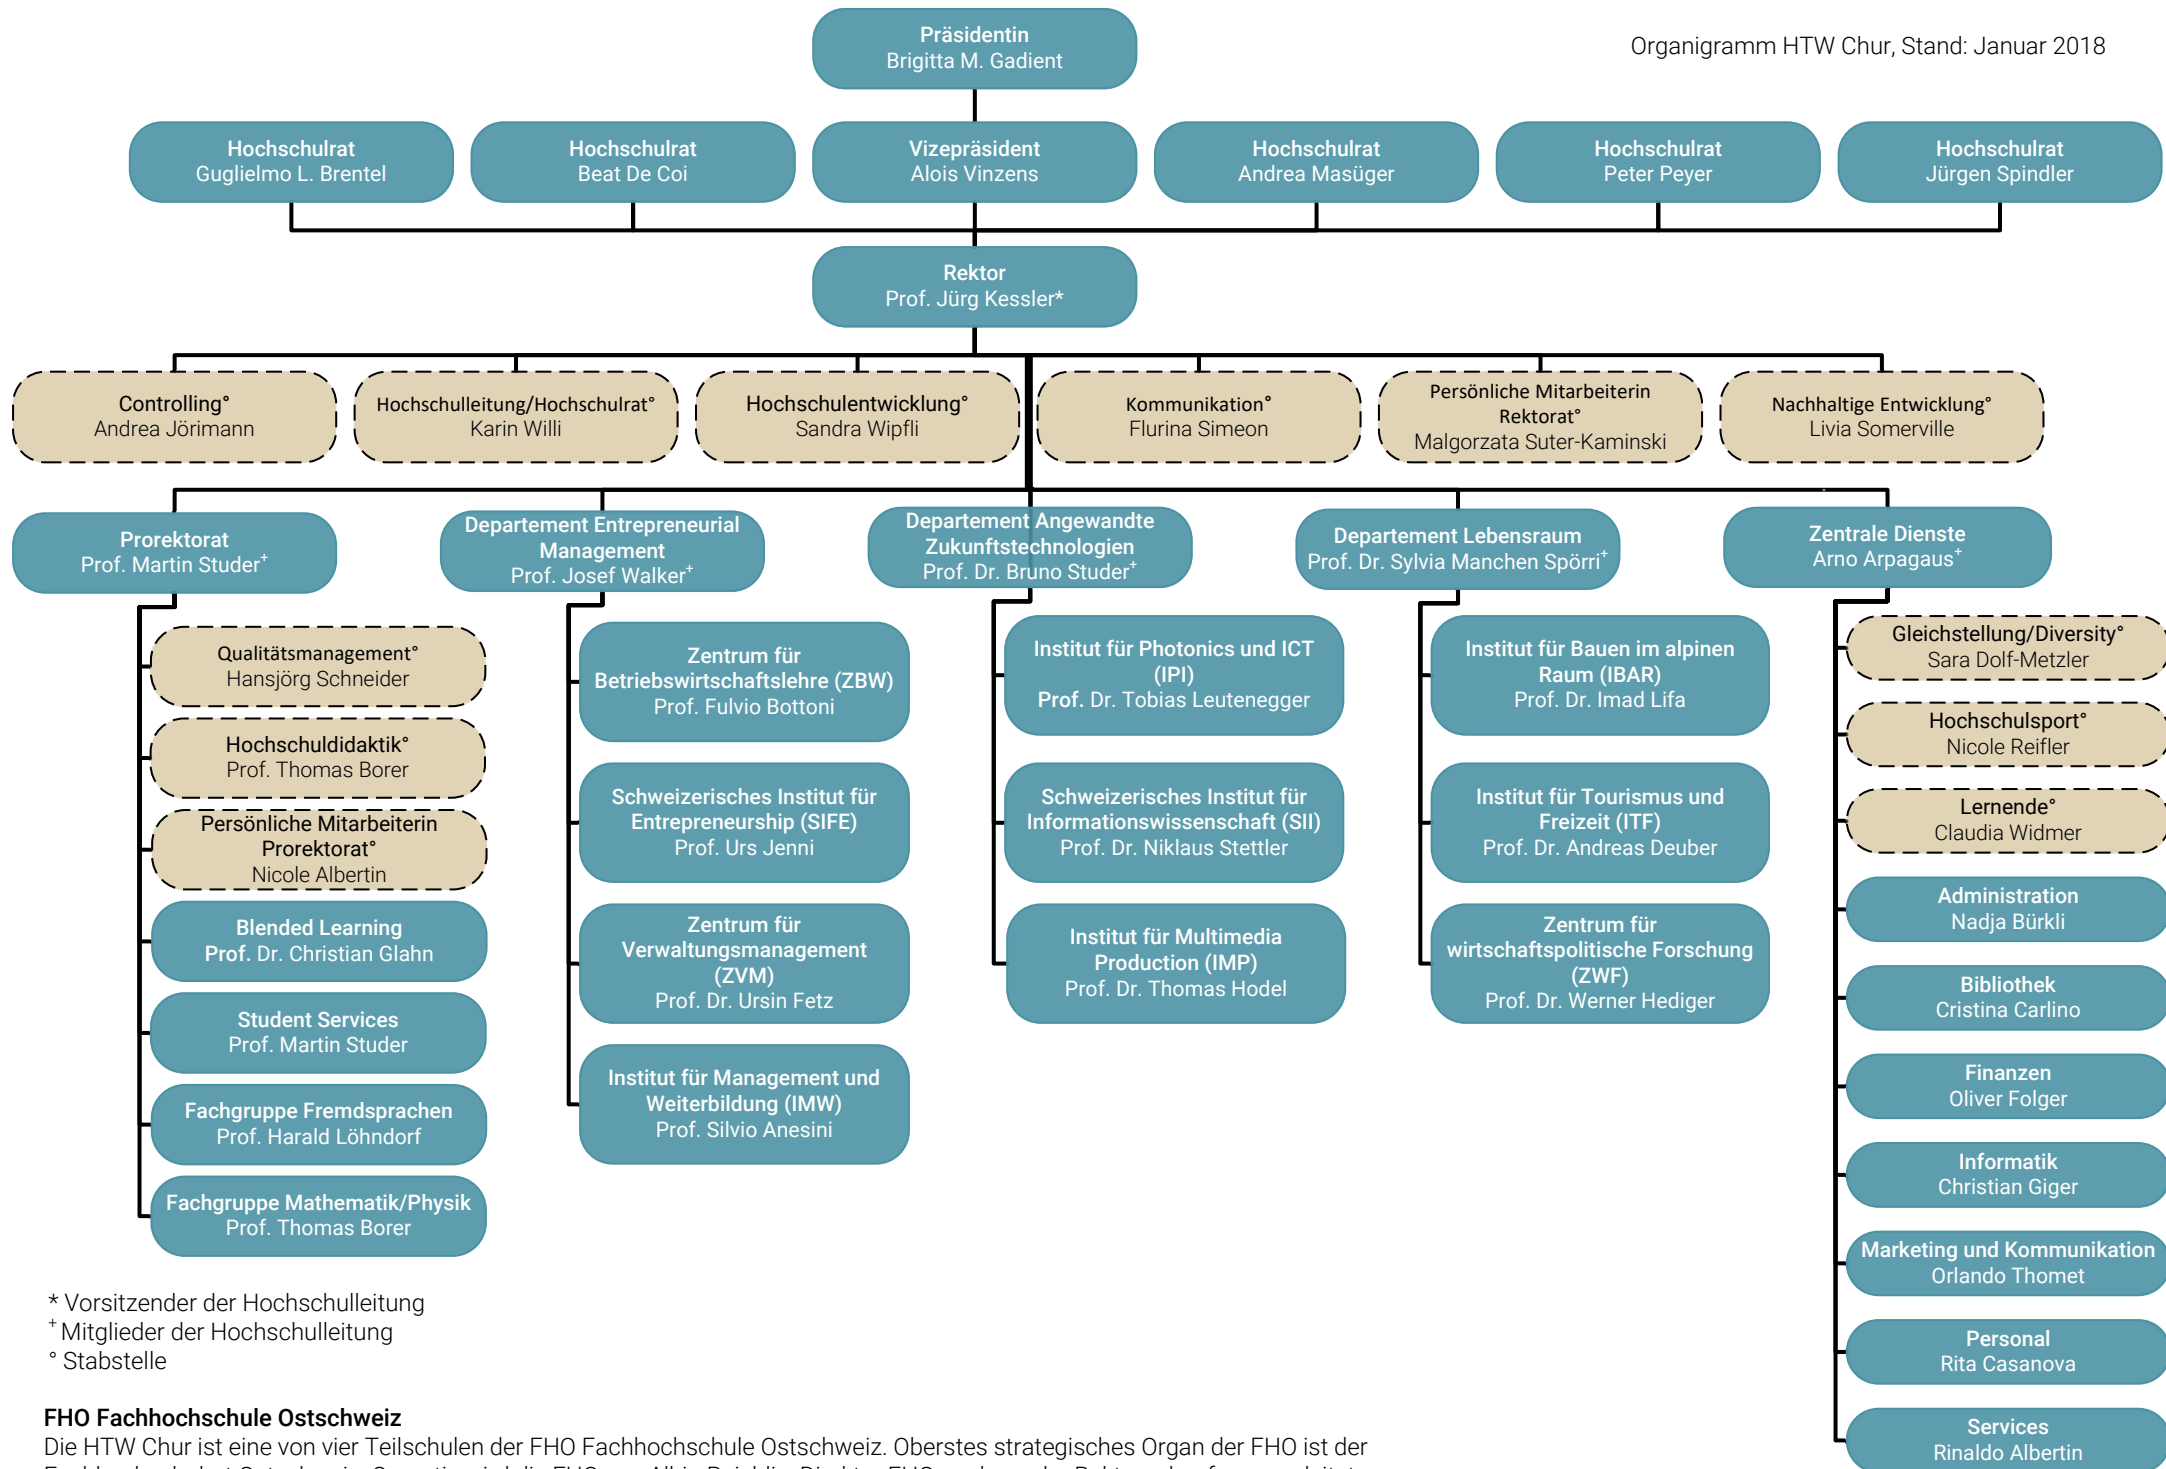 Organigramm HTW Chur, Stand: Januar 2018
Präsidentin
Brigitta M. Gadient
Hochschulrat
Guglielmo L. Brentel
Hochschulrat
Beat De Coi
Vizepräsident
Alois Vinzens
Hochschulrat
Andrea Masüger
Hochschulrat
Peter Peyer
Hochschulrat
Jürgen Spindler
Rektor
Prof. Jürg Kessler*
Controlling°
Andrea Jörimann
Hochschulleitung/Hochschulrat°
Karin Willi
Hochschulentwicklung°
Sandra Wipfli
Kommunikation°
Flurina Simeon
Persönliche Mitarbeiterin
Rektorat°
Malgorzata Suter-Kaminski
Nachhaltige Entwicklung°
Livia Somerville
Prorektorat
Prof. Martin Studer+
Qualitätsmanagement°
Hansjörg Schneider
Hochschuldidaktik°
Prof. Thomas Borer
Persönliche Mitarbeiterin
Prorektorat°
Nicole Albertin
Blended Learning
Prof. Dr. Christian Glahn
Student Services
Prof. Martin Studer
Fachgruppe Fremdsprachen
Prof. Harald Löhndorf
Fachgruppe Mathematik/Physik
Prof. Thomas Borer
Departement Entrepreneurial
Management
Prof. Josef Walker+
Zentrum für
Betriebswirtschaftslehre (ZBW)
Prof. Fulvio Bottoni
Schweizerisches Institut für
Entrepreneurship (SIFE)
Prof. Urs Jenni
Zentrum für
Verwaltungsmanagement
(ZVM)
Prof. Dr. Ursin Fetz
Institut für Management und
Weiterbildung (IMW)
Prof. Silvio Anesini
Departement Angewandte
Zukunftstechnologien
Prof. Dr. Bruno Studer+
Institut für Photonics und ICT
(IPI)
Prof. Dr. Tobias Leutenegger
Schweizerisches Institut für
Informationswissenschaft (SII)
Prof. Dr. Niklaus Stettler
Institut für Multimedia
Production (IMP)
Prof. Dr. Thomas Hodel
Departement Lebensraum
Prof. Dr. Sylvia Manchen Spörri+
Institut für Bauen im alpinen
Raum (IBAR)
Prof. Dr. Imad Lifa
Institut für Tourismus und
Freizeit (ITF)
Prof. Dr. Andreas Deuber
Zentrum für
wirtschaftspolitische Forschung
(ZWF)
Prof. Dr. Werner Hediger
Zentrale Dienste
Arno Arpagaus+
Gleichstellung/Diversity°
Sara Dolf-Metzler
Hochschulsport°
Nicole Reifler
Lernende°
Claudia Widmer
Administration
Nadja Bürkli
Bibliothek
Cristina Carlino
Finanzen
Oliver Folger
Informatik
Christian Giger
Marketing und Kommunikation
Orlando Thomet
Personal
Rita Casanova
Services
Rinaldo Albertin
* Vorsitzender der Hochschulleitung
+ Mitglieder der Hochschulleitung
° Stabstelle
FHO Fachhochschule Ostschweiz
Die HTW Chur ist eine von vier Teilschulen der FHO Fachhochschule Ostschweiz. Oberstes strategisches Organ der FHO ist der